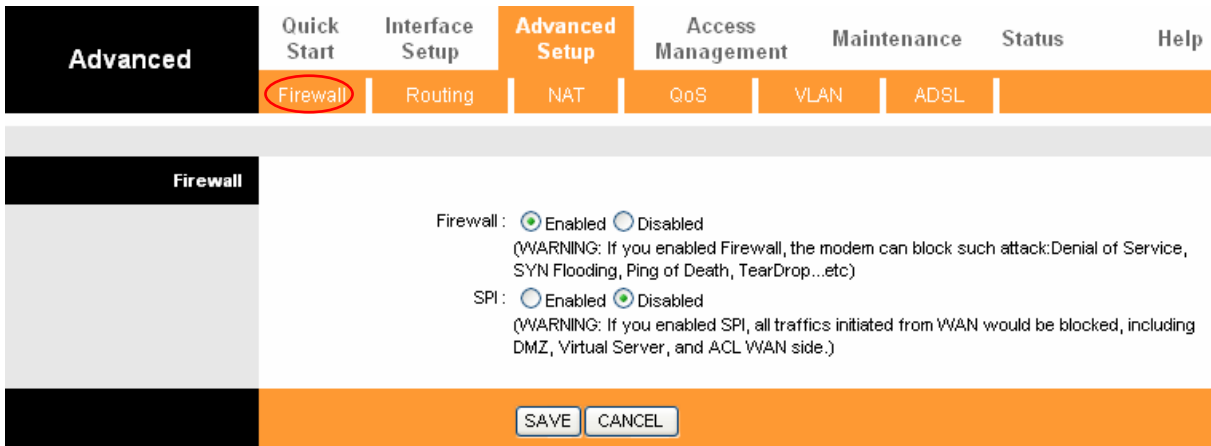 Advanced
Quick Start
Interface Setup
Advanced Setup
Access Management
Maintenance
Status
Help
Firewall
Routing
NAT
QoS
VLAN
ADSL
Firewall
Firewall : Enabled Disabled
(WARNING: If you enabled Firewall, the modem can block such attack:Denial of Service,
SYN Flooding, Ping of Death, TearDrop...etc)
SPI : Enabled Disabled
(WARNING: If you enabled SPI, all traffics initiated from WAN would be blocked, including
DMZ, Virtual Server, and ACL WAN side.)
SAVE CANCEL